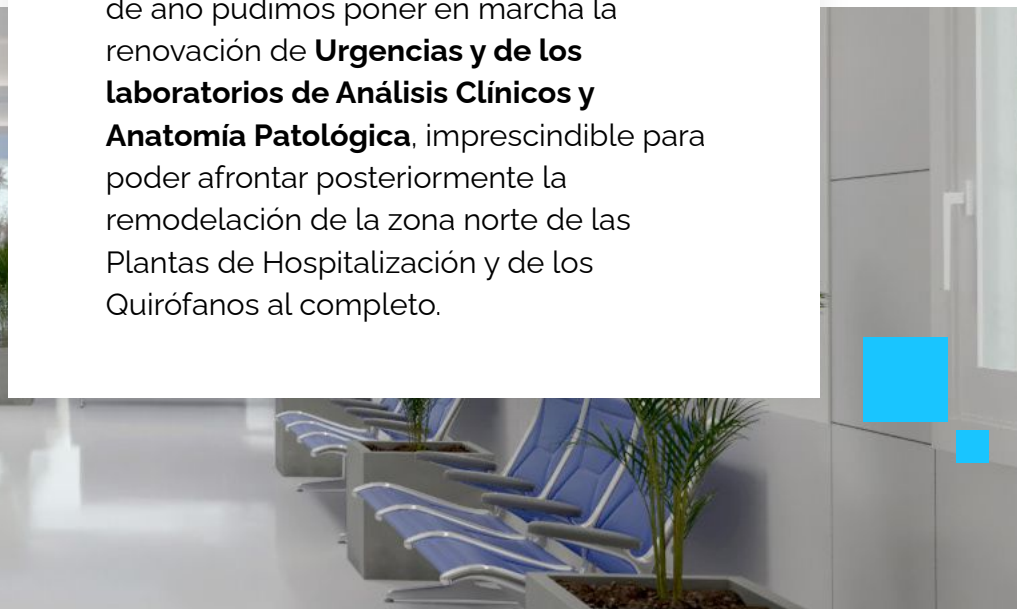 de año pudimos poner en marcha la
renovación de Urgencias y de los
laboratorios de Análisis Clínicos y
Anatomía Patológica, imprescindible para
poder afrontar posteriormente la
remodelación de la zona norte de las
Plantas de Hospitalización y de los
Quirófanos al completo.